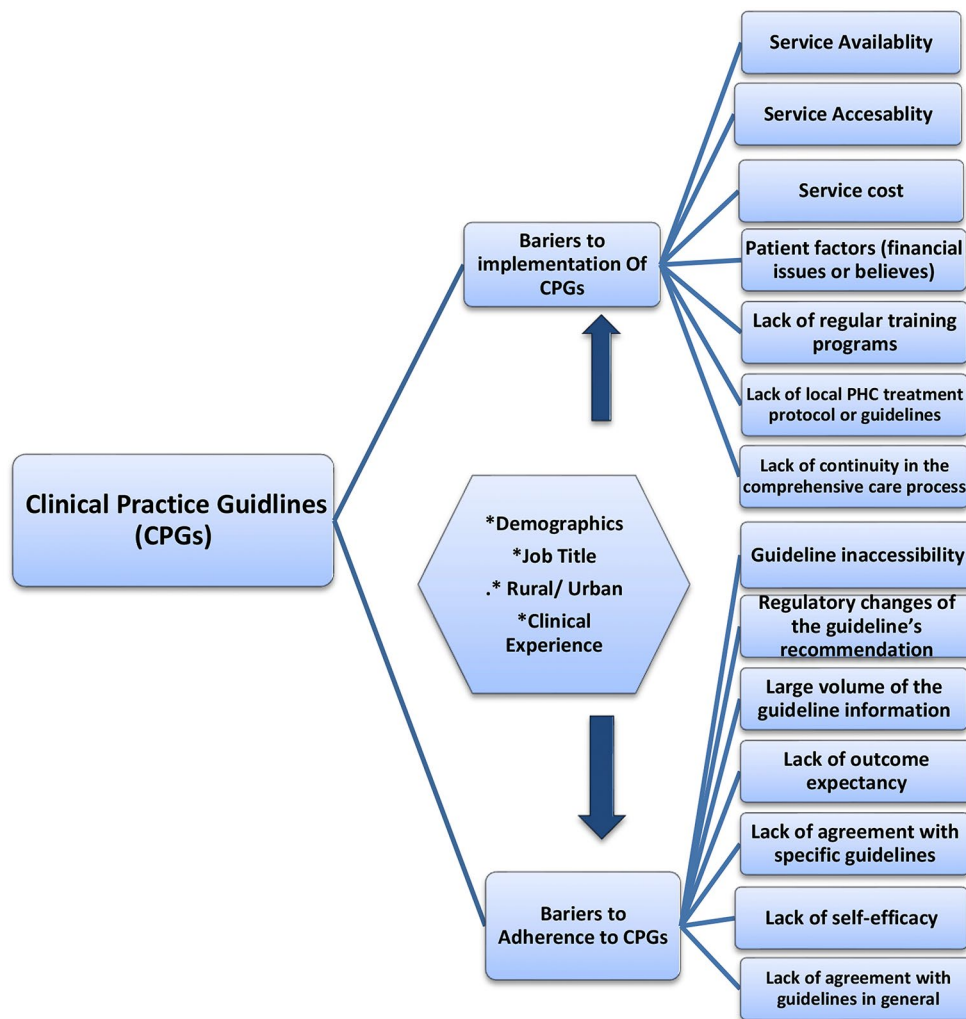 Service Availablity
Service Accesablity
Service cost
Bariers to
implementation Of
CPGs
Patient factors (financial
issues or believes)
Lack of regular training
programs
Lack of local PHC treatment
protocol or guidelines
Lack of continuity in the
comprehensive care process
Clinical Practice Guidlines
(CPGs)
*Demographics
*Job Title
.* Rural/ Urban
*Clinical
Experience
Guideline inaccessibility
Regulatory changes of
the guideline’s
recommendation
Large volume of the
guideline information
Lack of outcome
expectancy
Lack of agreement with
specific guidelines
Bariers to
Adherence to CPGs
Lack of self-efficacy
Lack of agreement with
guidelines in general